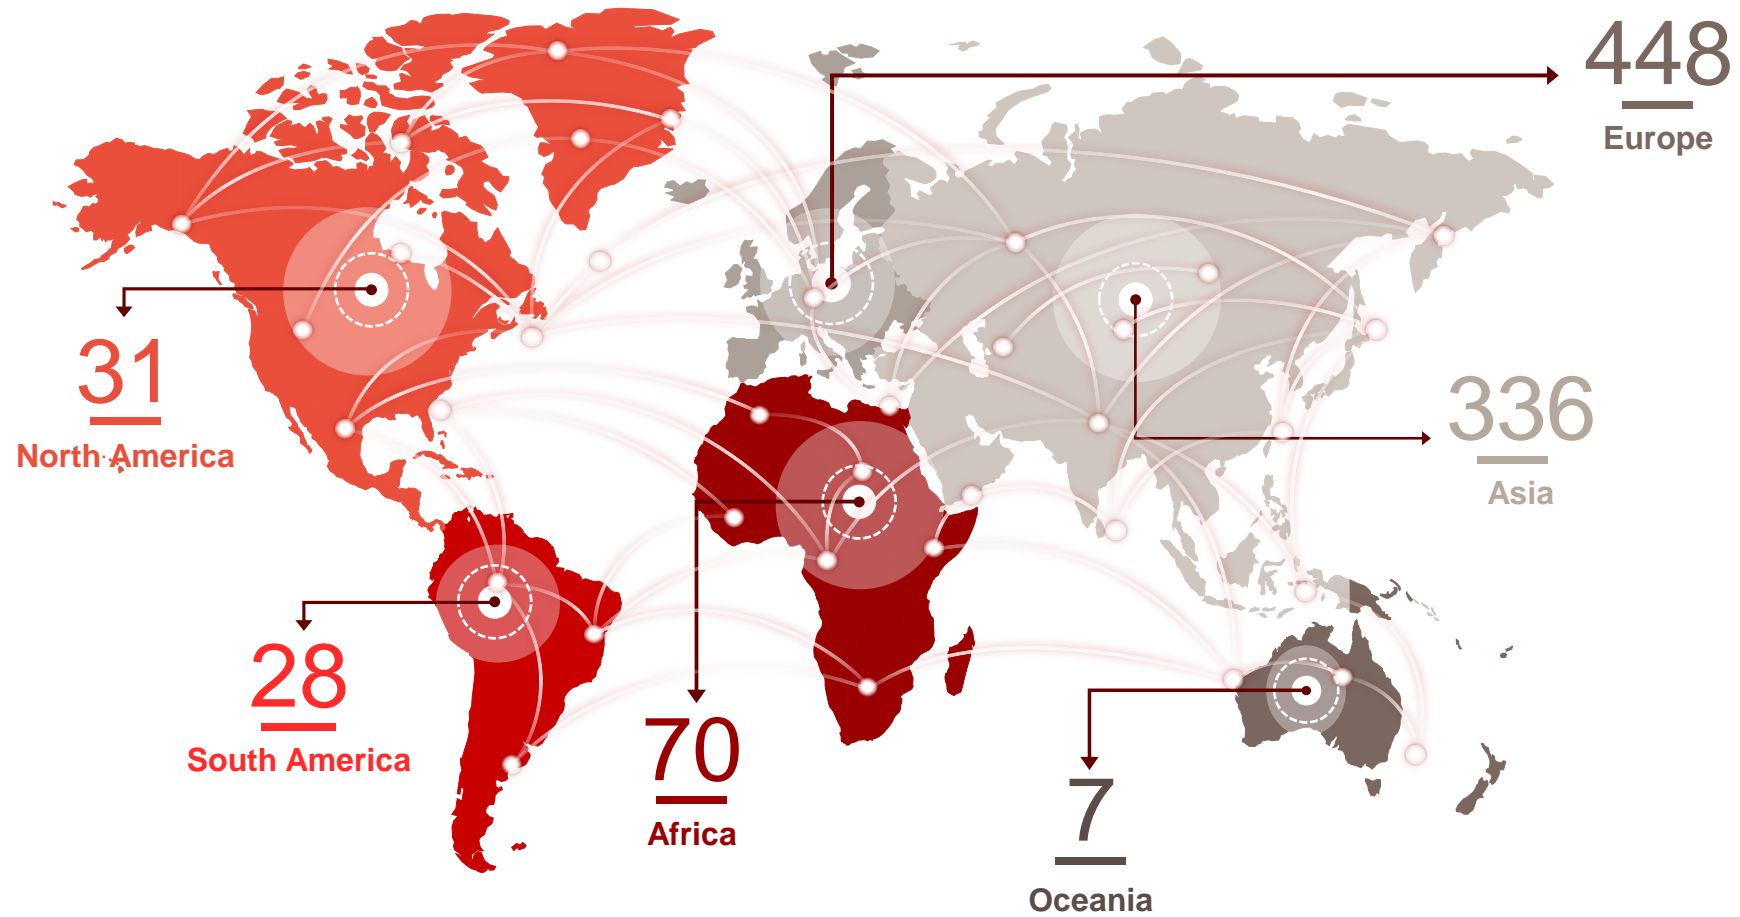 448
Europe
31
North America
336
Asia
28
South America
70
Africa
7
Oceania